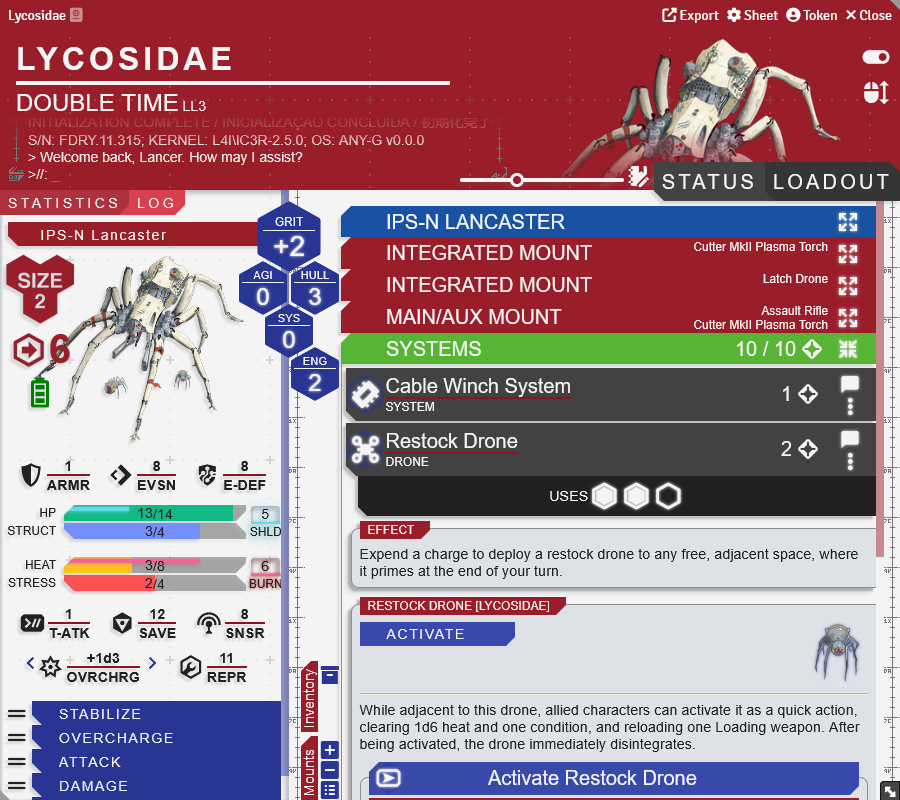 Lycosidae
Export Sheet Token Close
LYCOSIDAE
DOUBLE TIME LL3
INITIALIZATION COMPLETE / INICIALIZAÇÃO CONCLUÍDA / 初期化完了
S/N: FDRY.11.315; KERNEL: L4I\IC3R-2.5.0; OS: ANY-G v0.0.0
> Welcome back, Lancer. How may I assist?
>//: _
STATUS LOADOUT
STATISTICS LOG
IPS-N Lancaster
SIZE
2
6
GRIT
+2
AGI
0
HULL
3
SYS
0
ENG
2
1
ARMR
8
EVSN
8
E-DEF
HP 13/14 5
STRUCT 3/4 SHLD
HEAT 3/8 6
STRESS 2/4 BURN
1
T-ATK
12
SAVE
8
SNSR
+1d3
OVRCHRG
11
REPR
STABILIZE
OVERCHARGE
ATTACK
DAMAGE
Inventory
Mounts
IPS-N LANCASTER
INTEGRATED MOUNT Cutter MkII Plasma Torch
INTEGRATED MOUNT Latch Drone
MAIN/AUX MOUNT Assault Rifle
Cutter MkII Plasma Torch
SYSTEMS 10 / 10
Cable Winch System 1
SYSTEM
Restock Drone 2
DRONE
USES
EFFECT
Expend a charge to deploy a restock drone to any free, adjacent space, where
it primes at the end of your turn.
RESTOCK DRONE [LYCOSIDAE]
ACTIVATE
While adjacent to this drone, allied characters can activate it as a quick action,
clearing 1d6 heat and one condition, and reloading one Loading weapon. After
being activated, the drone immediately disintegrates.
Activate Restock Drone